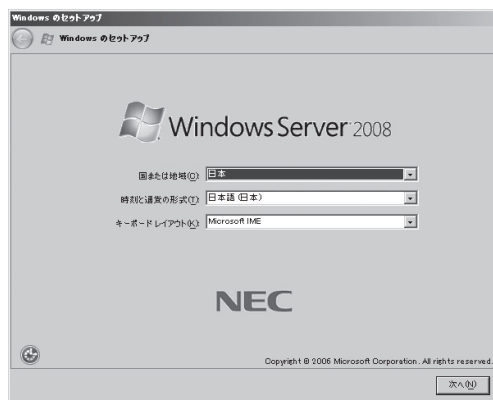 Windows のセットアップ
Windows のセットアップ
Windows Server 2008
国または地域(O): 日本
時刻と通貨の形式(T): 日本語 (日本)
キーボード レイアウト(K): Microsoft IME
NEC
Copyright © 2006 Microsoft Corporation. All rights reserved.
次へ(N)